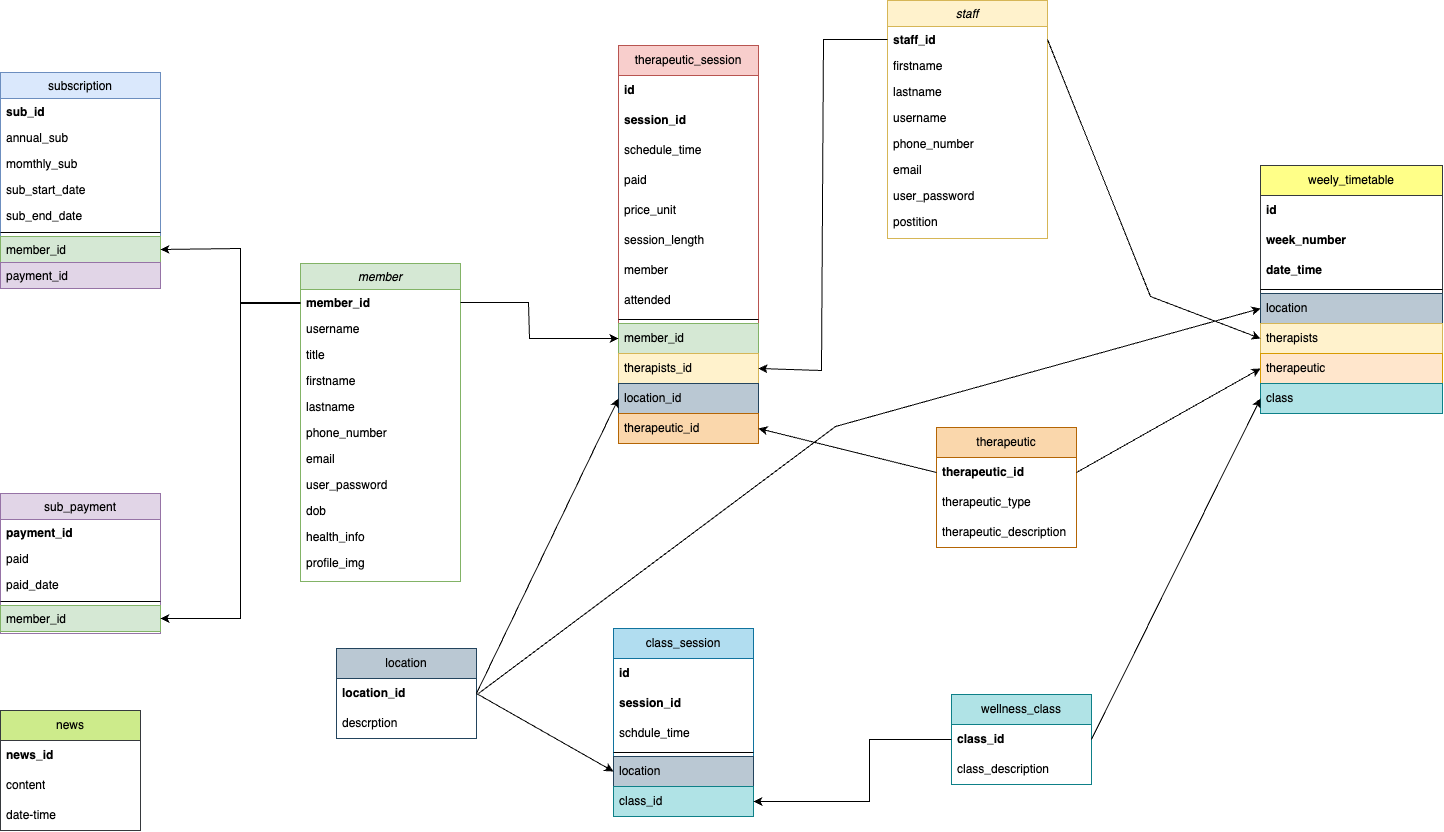 subscription
sub_id
annual_sub
momthly_sub
sub_start_date
sub_end_date
member_id
payment_id
sub_payment
payment_id
paid
paid_date
member_id
news
news_id
content
date-time
member
member_id
username
title
firstname
lastname
phone_number
email
user_password
dob
health_info
profile_img
location
location_id
descrption
therapeutic_session
id
session_id
schedule_time
paid
price_unit
session_length
member
attended
member_id
therapists_id
location_id
therapeutic_id
class_session
id
session_id
schdule_time
location
class_id
staff
staff_id
firstname
lastname
username
phone_number
email
user_password
postition
therapeutic
therapeutic_id
therapeutic_type
therapeutic_description
wellness_class
class_id
class_description
weely_timetable
id
week_number
date_time
location
therapists
therapeutic
class